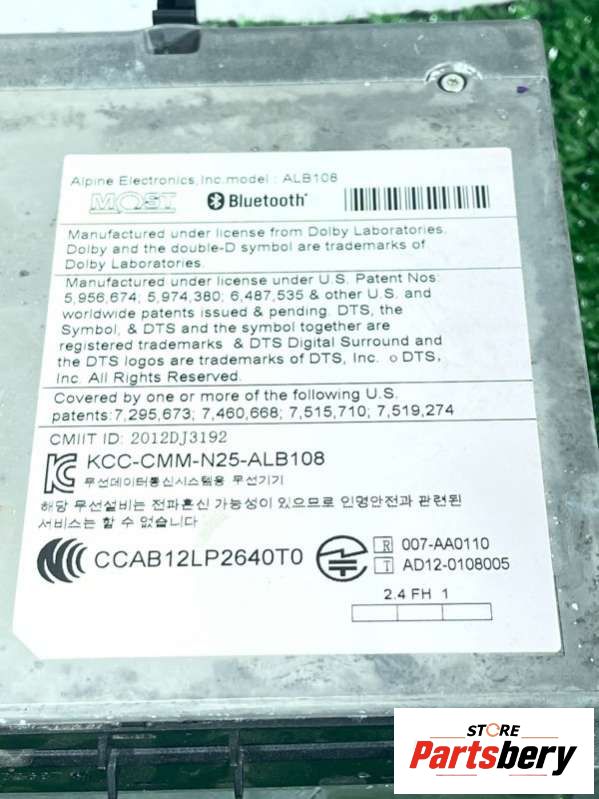 Alpine Electronics,Inc.model : ALB108
MOST Bluetooth®
Manufactured under license from Dolby Laboratories.
Dolby and the double-D symbol are trademarks of
Dolby Laboratories.
Manufactured under license under U.S. Patent Nos:
5,956,674; 5,974,380; 6,487,535 & other U.S. and
worldwide patents issued & pending. DTS, the
Symbol, & DTS and the symbol together are
registered trademarks & DTS Digital Surround and
the DTS logos are trademarks of DTS, Inc. ○ DTS,
Inc. All Rights Reserved.
Covered by one or more of the following U.S.
patents:7,295,673; 7,460,668; 7,515,710; 7,519,274
CMIIT ID: 2012DJ3192
KCC-CMM-N25-ALB108
무선데이터통신시스템용 무선기기
해당 무선설비는 전파혼신 가능성이 있으므로 인명안전과 관련된
서비스는 할 수 없습니다
CCAB12LP2640T0
R 007-AA0110
T AD12-0108005
2.4 FH 1
STORE
Partsbery